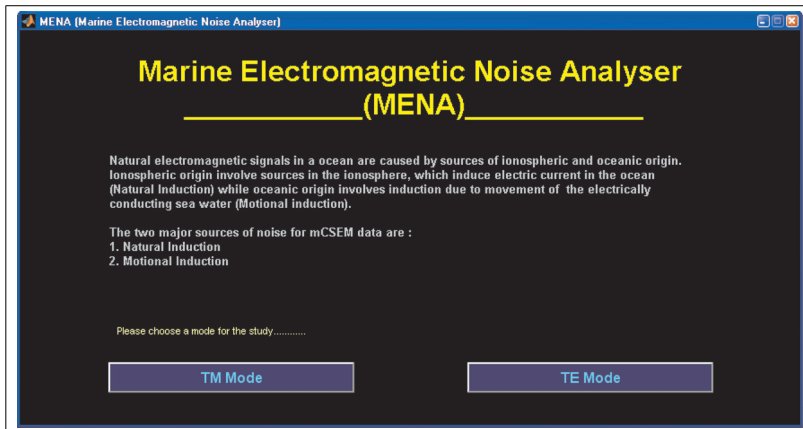 MENA (Marine Electromagnetic Noise Analyser)
Marine Electromagnetic Noise Analyser
____________(MENA)____________
Natural electromagnetic signals in a ocean are caused by sources of ionospheric and oceanic origin.
Ionospheric origin involve sources in the ionosphere, which induce electric current in the ocean
(Natural Induction) while oceanic origin involves induction due to movement of the electrically
conducting sea water (Motional induction).
The two major sources of noise for mCSEM data are :
1. Natural Induction
2. Motional Induction
Please choose a mode for the study............
TM Mode
TE Mode